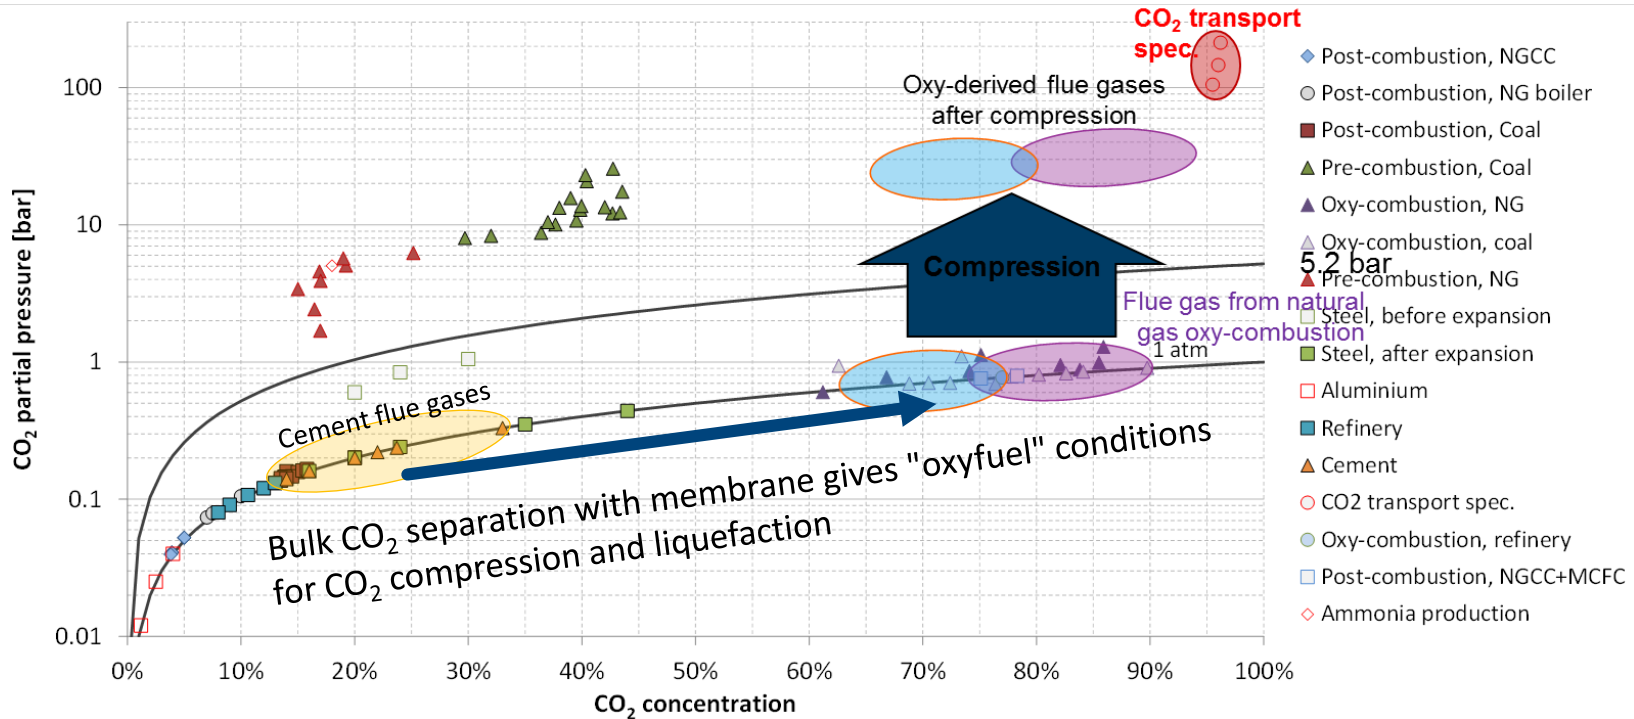 CO2 transport
spec.
Oxy-derived flue gases
after compression
Compression
5.2 bar
Flue gas from natural
gas oxy-combustion
1 atm
Cement flue gases
Bulk CO2 separation with membrane gives "oxyfuel" conditions
for CO2 compression and liquefaction
CO2 partial pressure [bar]
100
10
1
0.1
0.01
0%
10%
20%
30%
40%
50%
60%
70%
80%
90%
100%
CO2 concentration
Post-combustion, NGCC
Post-combustion, NG boiler
Post-combustion, Coal
Pre-combustion, Coal
Oxy-combustion, NG
Oxy-combustion, coal
Pre-combustion, NG
Steel, before expansion
Steel, after expansion
Aluminium
Refinery
Cement
CO2 transport spec.
Oxy-combustion, refinery
Post-combustion, NGCC+MCFC
Ammonia production